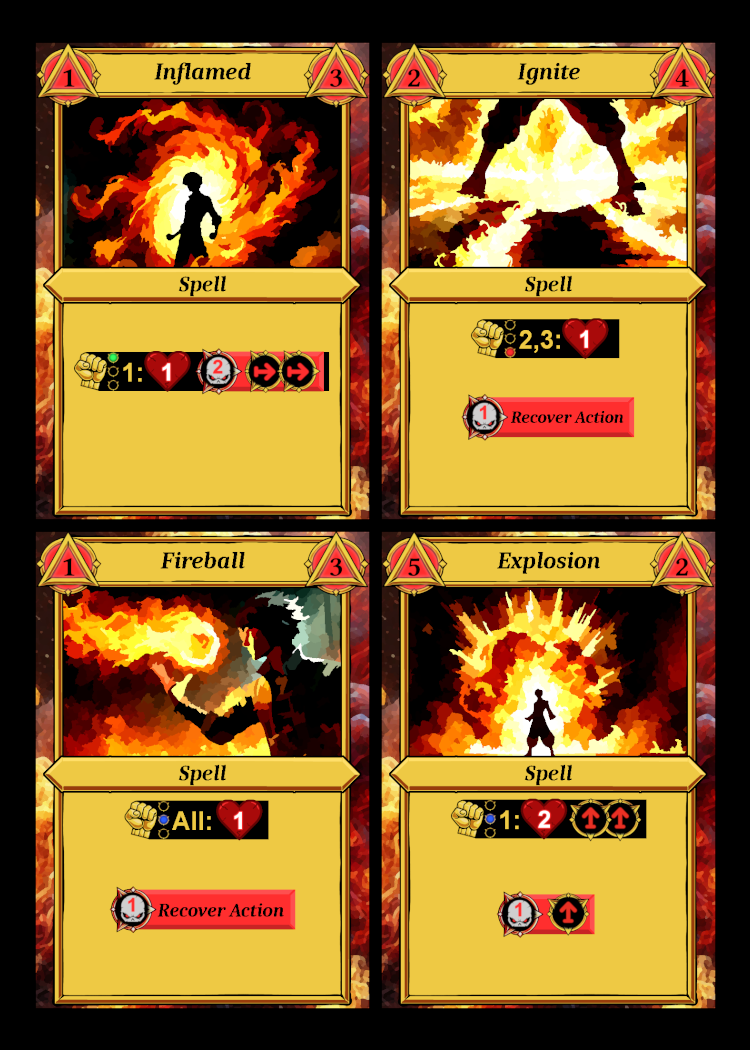 1 Inflamed 3
Spell
1: 1 2
2 Ignite 4
Spell
2,3: 1
1 Recover Action
1 Fireball 3
Spell
All: 1
1 Recover Action
5 Explosion 2
Spell
1: 2
1